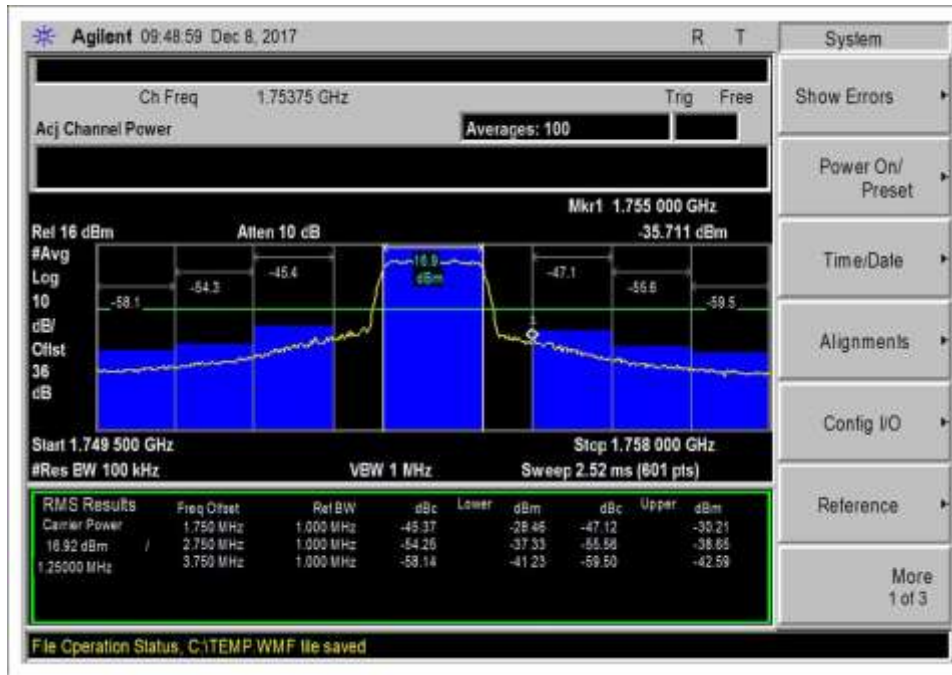 Agilent 09:48:59 Dec 8, 2017 R T
System
Ch Freq 1.75375 GHz Trig Free
Acj Channel Power Averages: 100
Mkr1 1.755 000 GHz
Rel 16 dBm Atten 10 dB -35.711 dBm
#Avg
Log
10
dB/
Offst
36
dB
-58.1 -54.3 -45.4 16.9 dBm -47.1 -55.6 -59.5
1
Start 1.749 500 GHz Stop 1.758 000 GHz
#Res BW 100 kHz VBW 1 MHz Sweep 2.52 ms (601 pts)
RMS Results Freq Offset Ref BW dBc Lower dBm dBc Upper dBm
Carrier Power 1.750 MHz 1.000 MHz -45.37 -28.46 -47.12 -30.21
16.92 dBm / 2.750 MHz 1.000 MHz -54.25 -37.33 -55.56 -38.65
1.25000 MHz 3.750 MHz 1.000 MHz -58.14 -41.23 -59.50 -42.59
File Operation Status, C:\TEMP.WMF file saved
Show Errors
Power On/
Preset
Time/Date
Alignments
Config I/O
Reference
More
1 of 3